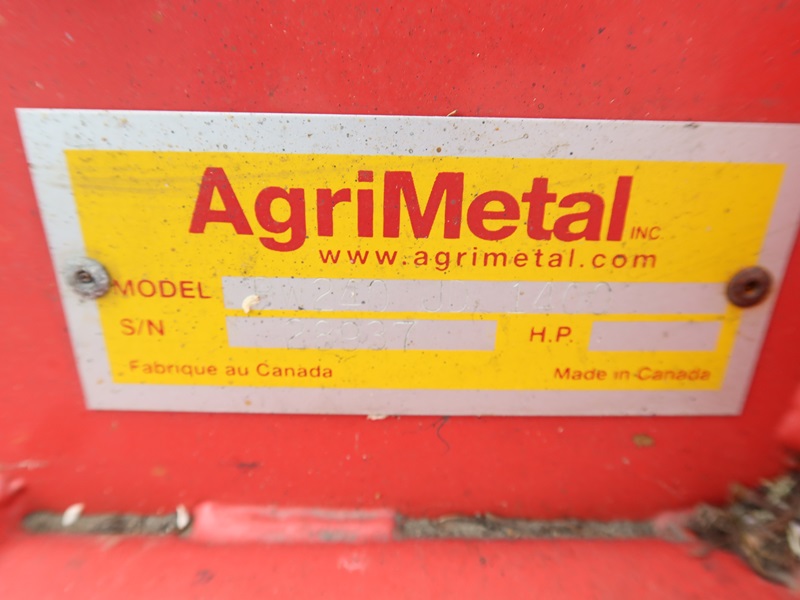 AgriMetal INC
www.agrimetal.com
MODEL
S/N H.P.
Fabrique au Canada Made in Canada